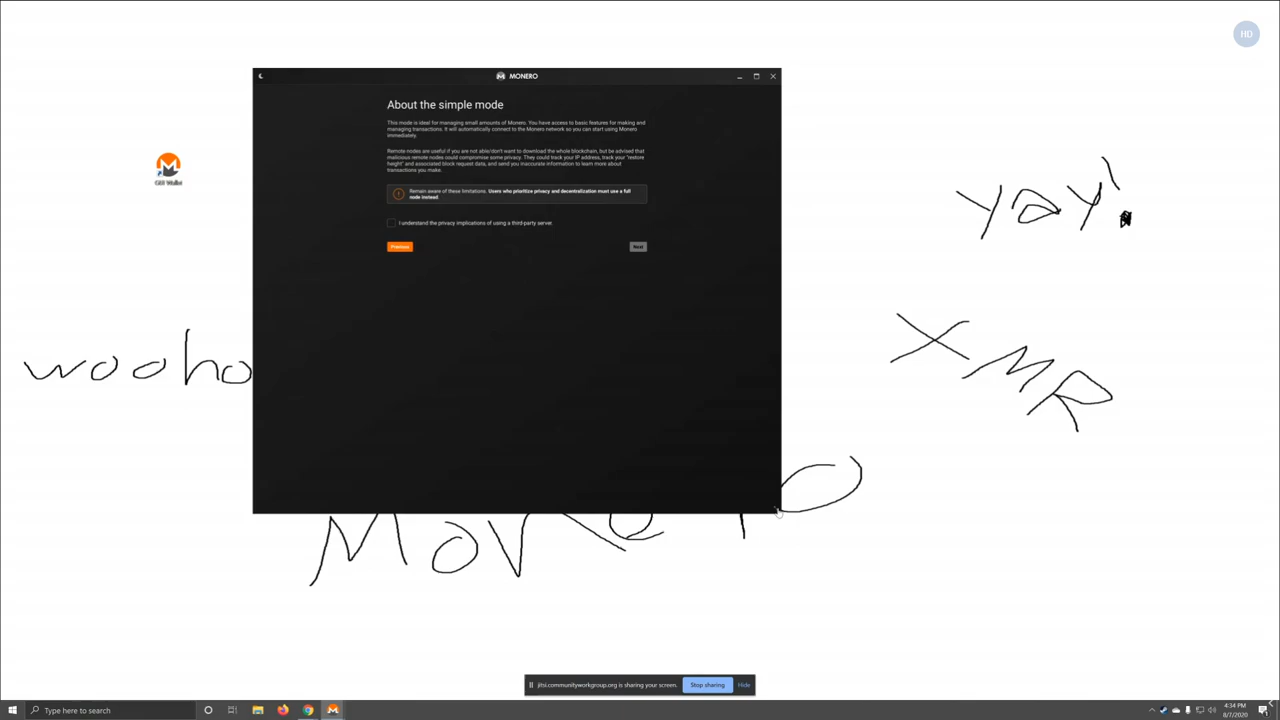 HD
MONERO
About the simple mode
This mode is ideal for managing small amounts of Monero. You have access to basic features for making and
managing transactions. It will automatically connect to the Monero network so you can start using Monero
immediately.
Remote nodes are useful if you are not able/don't want to download the whole blockchain, but be advised that
malicious remote nodes could compromise some privacy. They could track your IP address, track your "restore
height" and associated block request data, and send you inaccurate information to learn more about
transactions you make.
Remain aware of these limitations. Users who prioritize privacy and decentralization must use a full
node instead.
I understand the privacy implications of using a third-party server.
Previous
Next
GUI Wallet
yay!
wooho
XMR
Monero
jitsi.communityworkgroup.org is sharing your screen.
Stop sharing
Hide
Type here to search
4:34 PM
8/7/2020